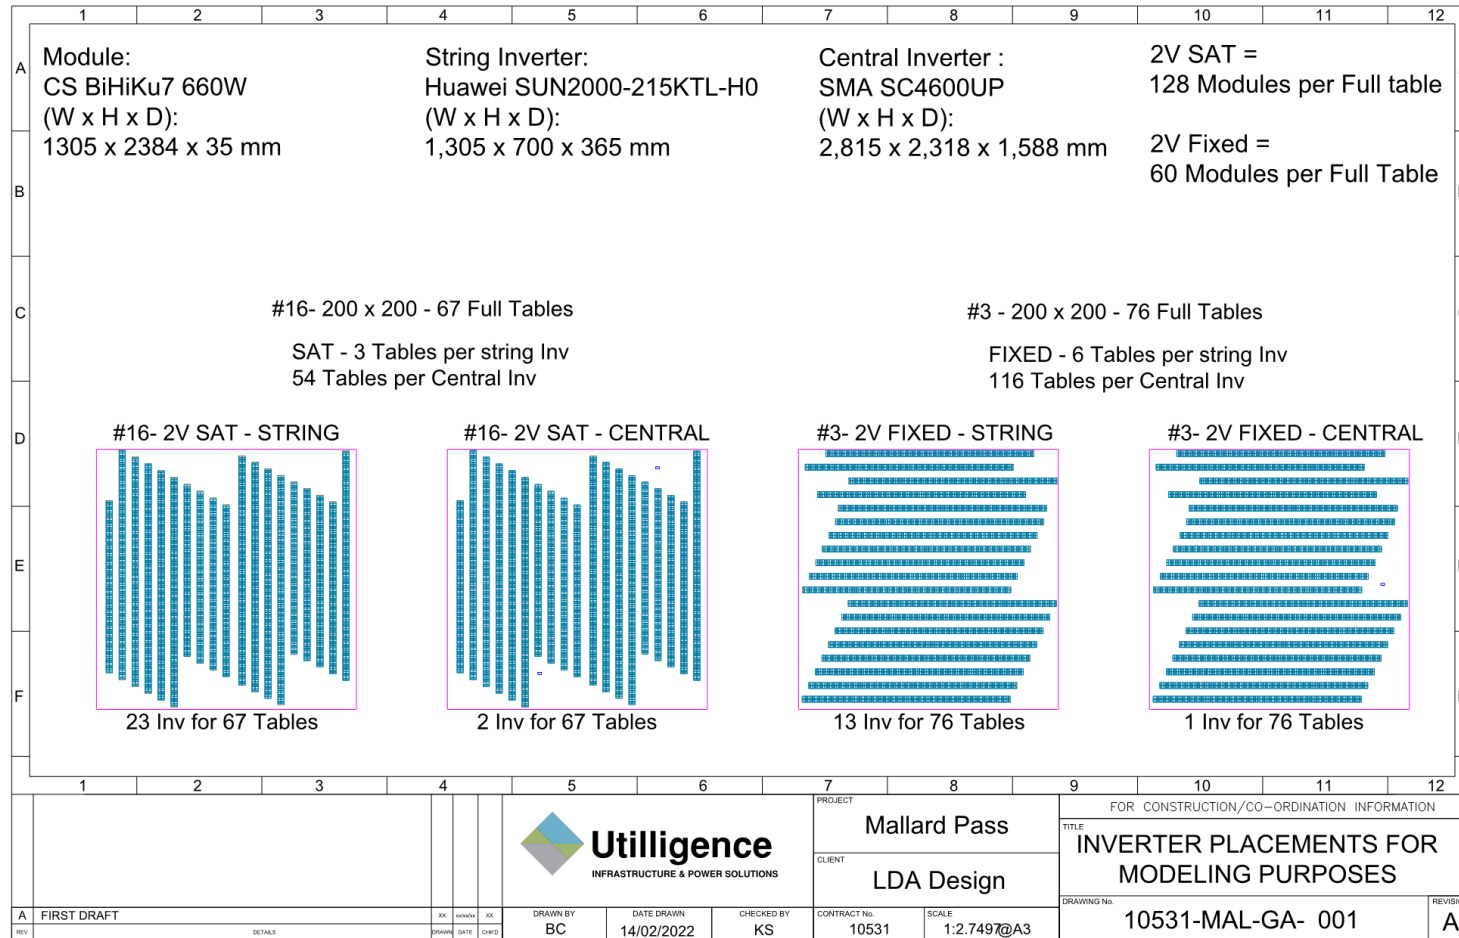 1 2 3 4 5 6 7 8 9 10 11 12
A
B
C
D
E
F
Module:
CS BiHiKu7 660W
(W x H x D):
1305 x 2384 x 35 mm
String Inverter:
Huawei SUN2000-215KTL-H0
(W x H x D):
1,305 x 700 x 365 mm
Central Inverter :
SMA SC4600UP
(W x H x D):
2,815 x 2,318 x 1,588 mm
2V SAT =
128 Modules per Full table
2V Fixed =
60 Modules per Full Table
#16- 200 x 200 - 67 Full Tables
SAT - 3 Tables per string Inv
54 Tables per Central Inv
#3 - 200 x 200 - 76 Full Tables
FIXED - 6 Tables per string Inv
116 Tables per Central Inv
#16- 2V SAT - STRING
#16- 2V SAT - CENTRAL
#3- 2V FIXED - STRING
#3- 2V FIXED - CENTRAL
23 Inv for 67 Tables
2 Inv for 67 Tables
13 Inv for 76 Tables
1 Inv for 76 Tables
1 2 3 4 5 6 7 8 9 10 11 12
A FIRST DRAFT XX xx/xx/xx XX
REV DETAILS DRAWN DATE CHK'D
Utilligence
INFRASTRUCTURE & POWER SOLUTIONS
DRAWN BY
BC
DATE DRAWN
14/02/2022
CHECKED BY
KS
PROJECT
Mallard Pass
CLIENT
LDA Design
CONTRACT No.
10531
SCALE
1:2.7497@A3
FOR CONSTRUCTION/CO-ORDINATION INFORMATION
TITLE
INVERTER PLACEMENTS FOR
MODELING PURPOSES
DRAWING No.
10531-MAL-GA- 001
A